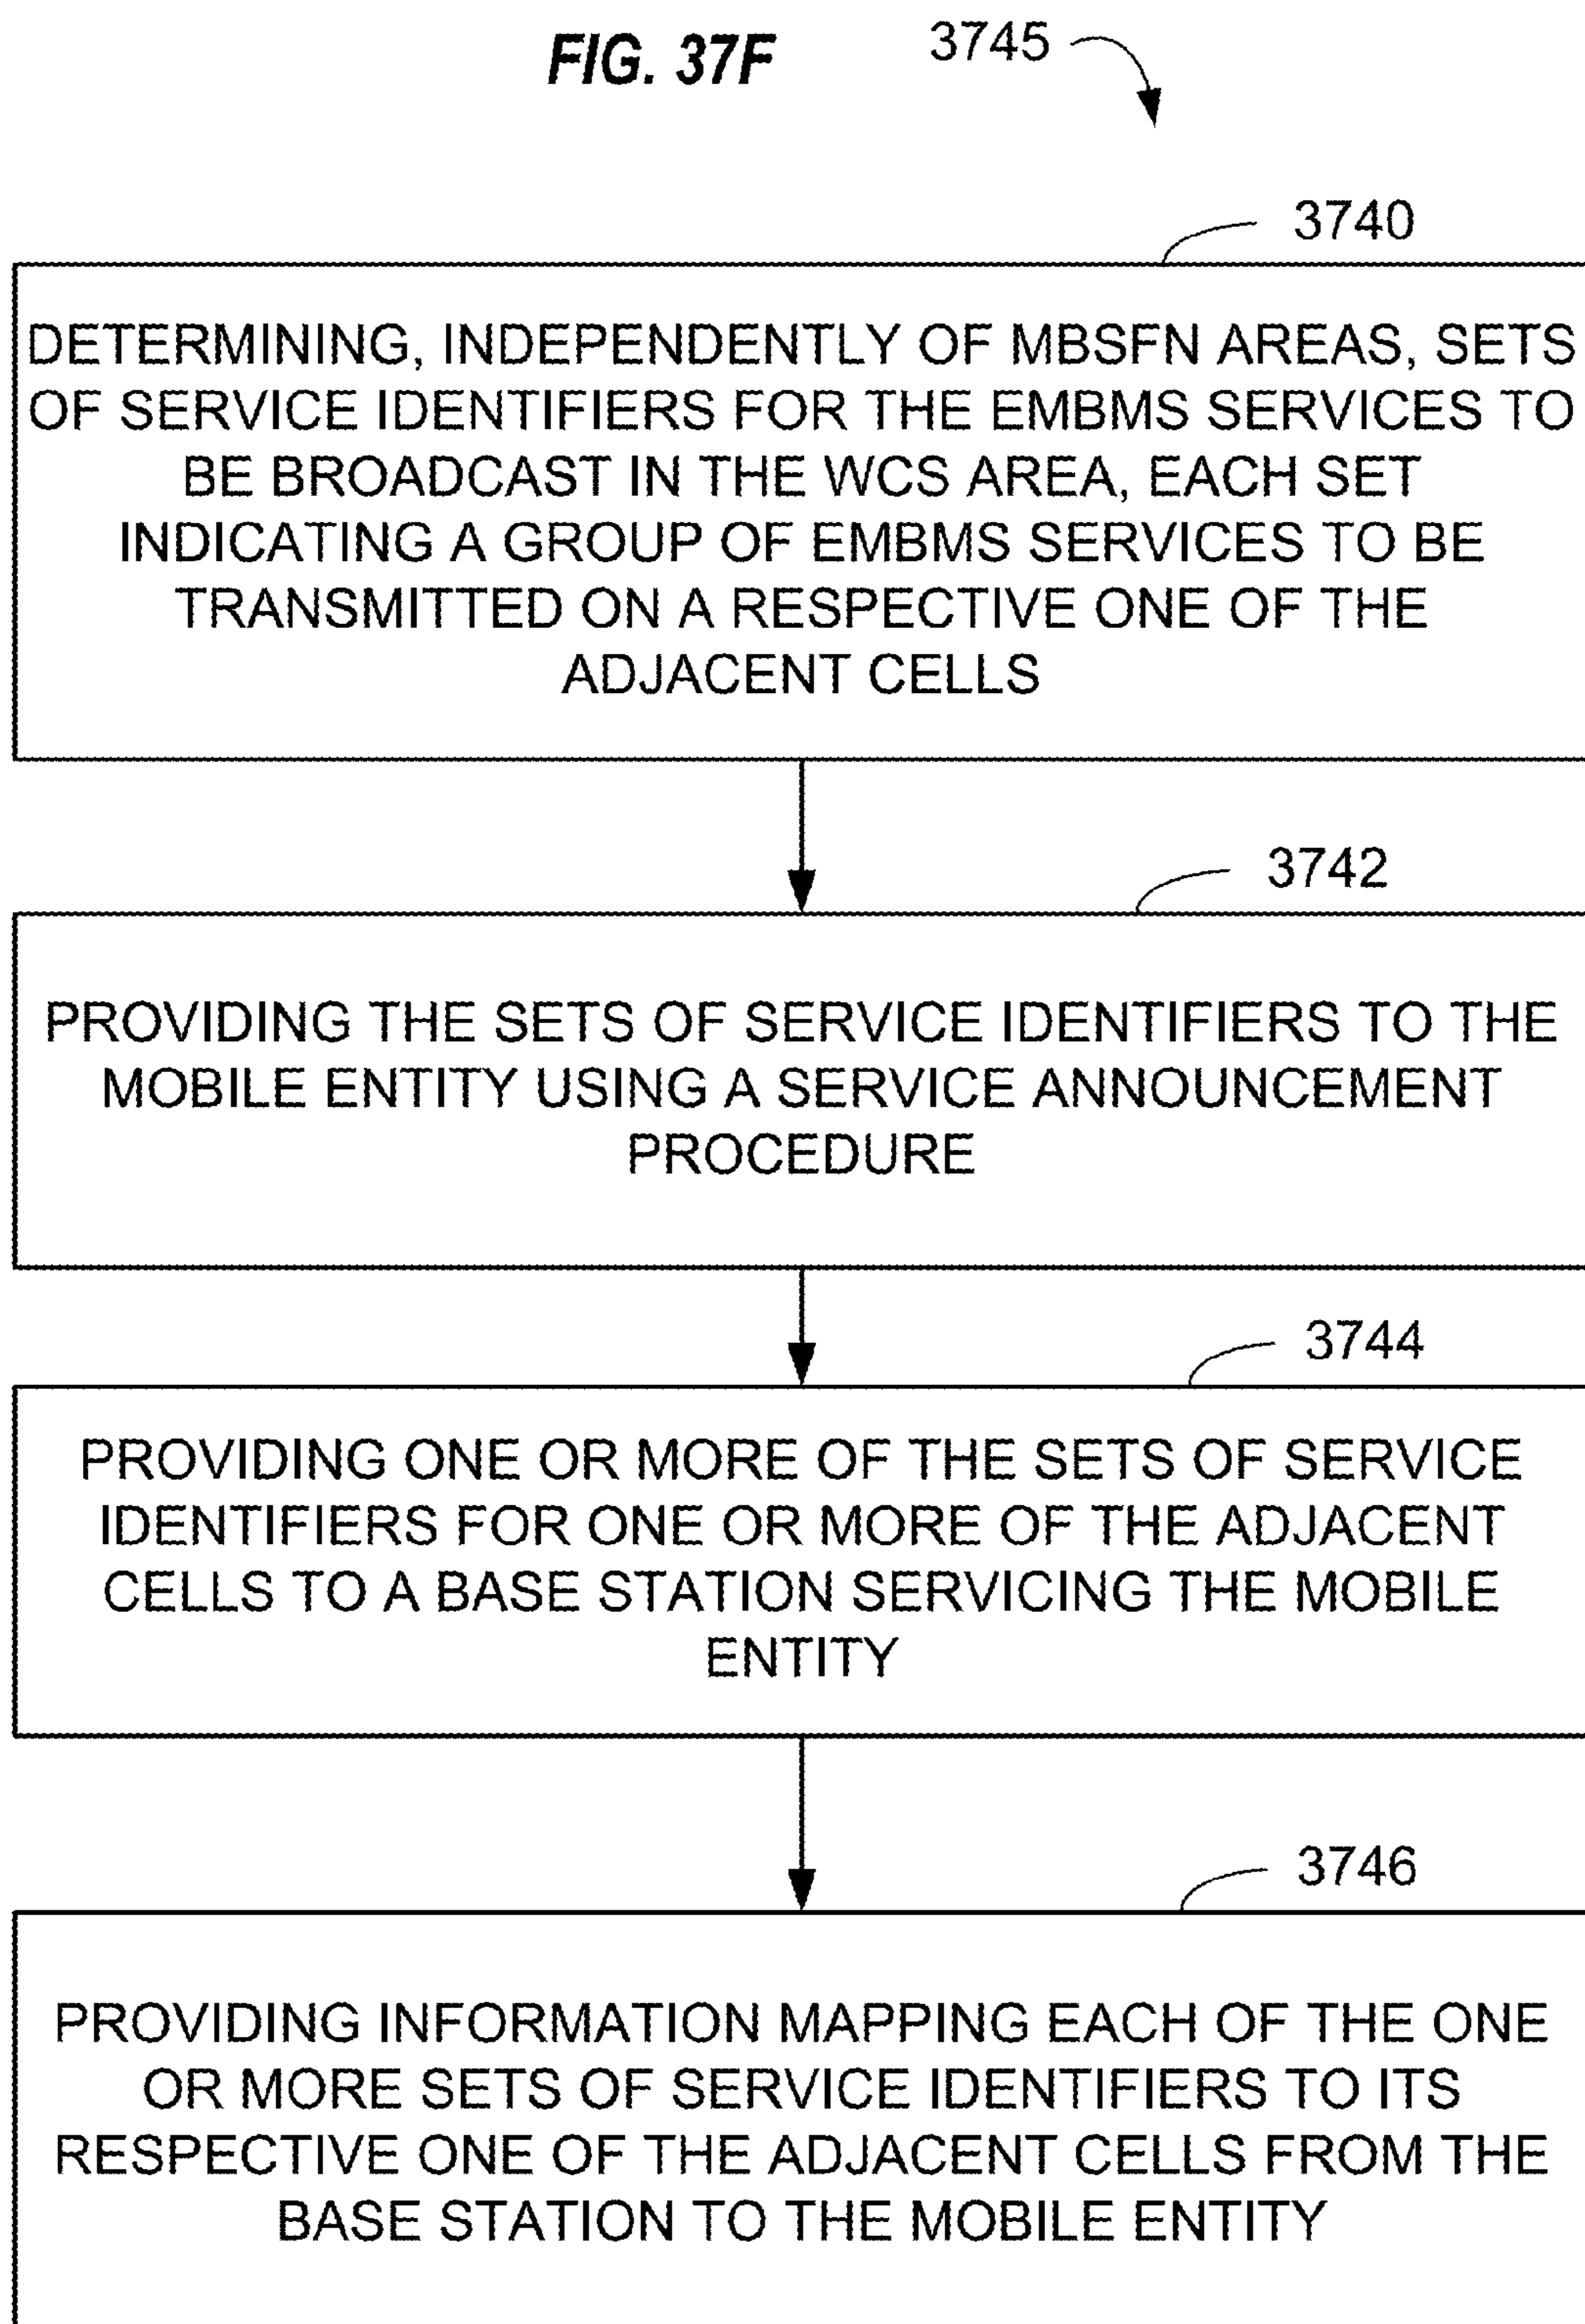 FIG. 37F
3745
3740
DETERMINING, INDEPENDENTLY OF MBSFN AREAS, SETS
OF SERVICE IDENTIFIERS FOR THE EMBMS SERVICES TO
BE BROADCAST IN THE WCS AREA, EACH SET
INDICATING A GROUP OF EMBMS SERVICES TO BE
TRANSMITTED ON A RESPECTIVE ONE OF THE
ADJACENT CELLS
3742
PROVIDING THE SETS OF SERVICE IDENTIFIERS TO THE
MOBILE ENTITY USING A SERVICE ANNOUNCEMENT
PROCEDURE
3744
PROVIDING ONE OR MORE OF THE SETS OF SERVICE
IDENTIFIERS FOR ONE OR MORE OF THE ADJACENT
CELLS TO A BASE STATION SERVICING THE MOBILE
ENTITY
3746
PROVIDING INFORMATION MAPPING EACH OF THE ONE
OR MORE SETS OF SERVICE IDENTIFIERS TO ITS
RESPECTIVE ONE OF THE ADJACENT CELLS FROM THE
BASE STATION TO THE MOBILE ENTITY